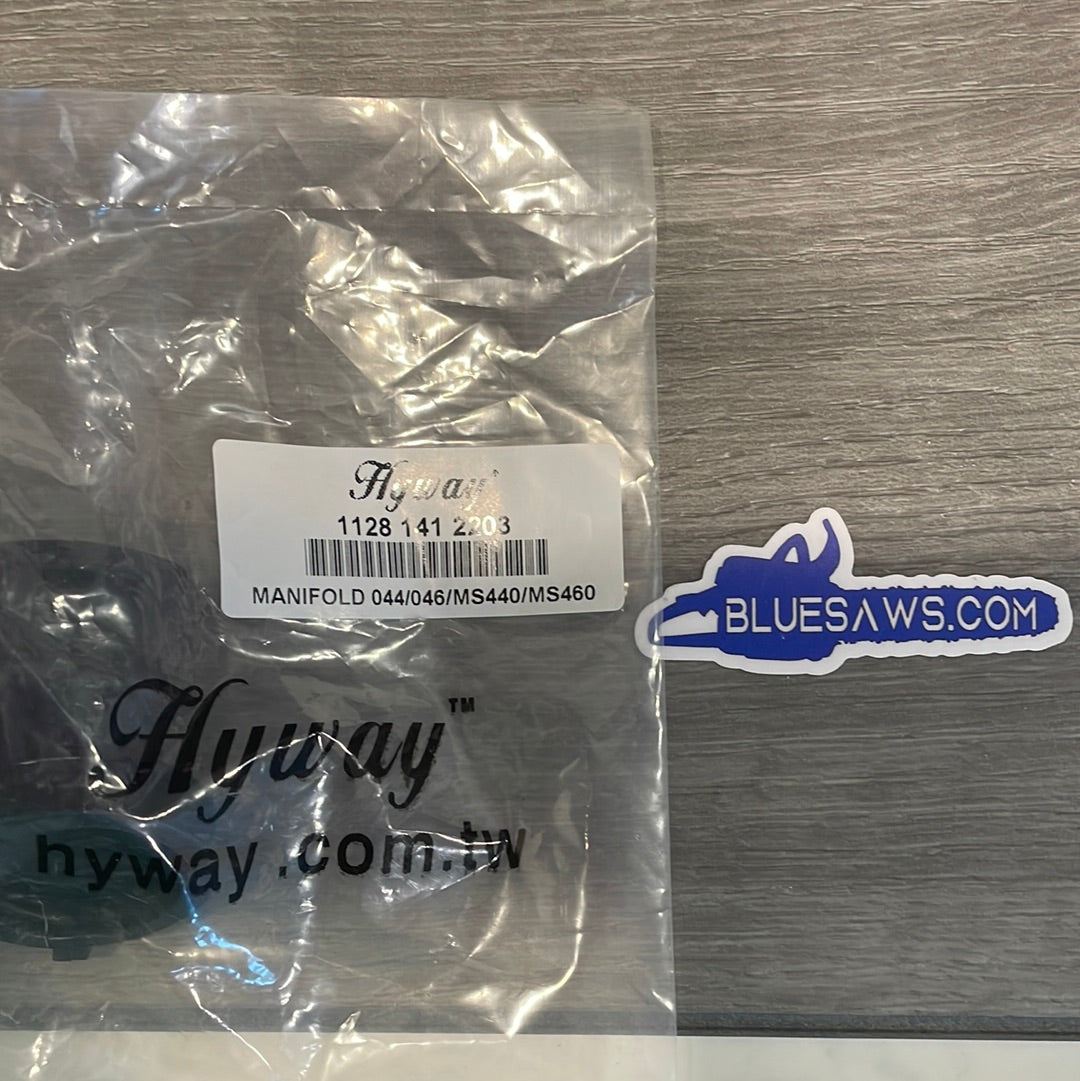 Hyway
1128 141 2203
MANIFOLD 044/046/MS440/MS460
BLUESAWS.COM
Hyway™
hyway.com.tw